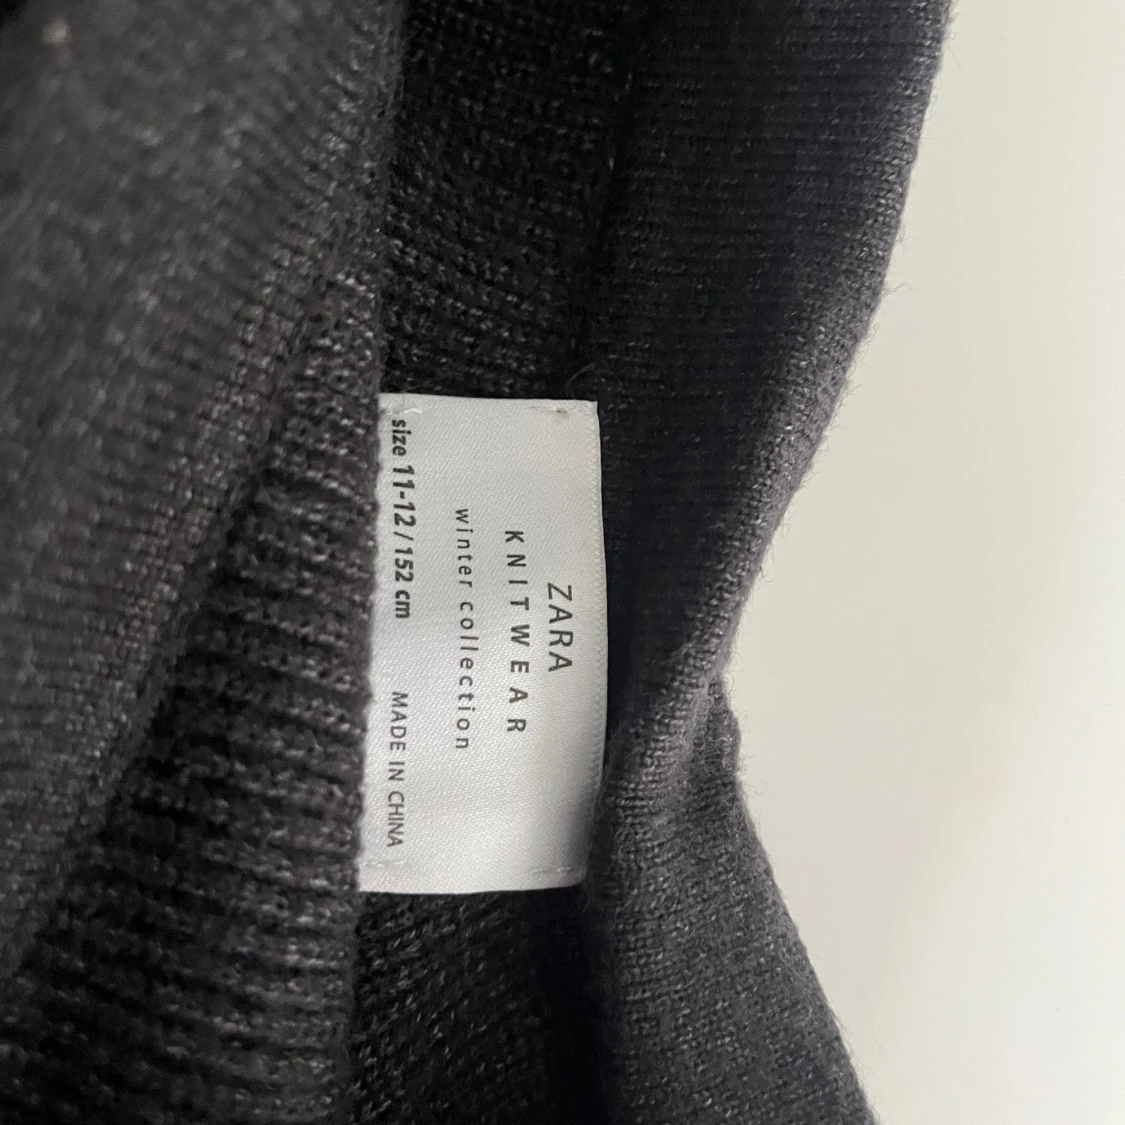 ZARA
KNITWEAR
winter collection
size 11-12 / 152 cm MADE IN CHINA